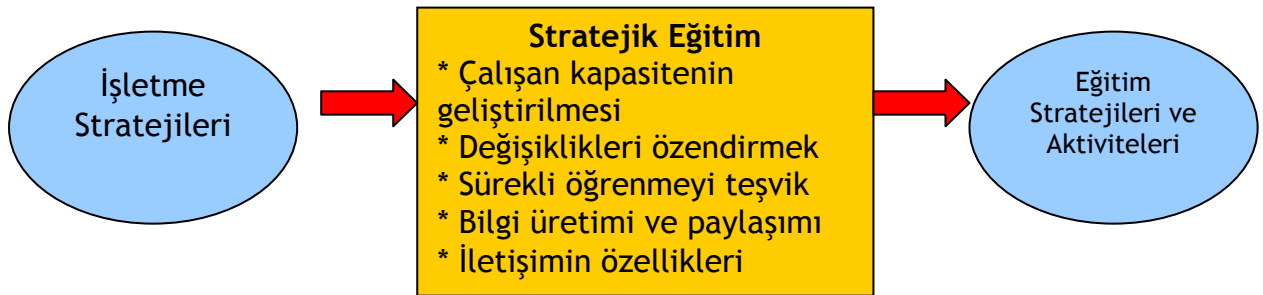 İşletme
Stratejileri
Stratejik Eğitim
* Çalışan kapasitenin
geliştirilmesi
* Değişiklikleri özendirmek
* Sürekli öğrenmeyi teşvik
* Bilgi üretimi ve paylaşımı
* İletişimin özellikleri
Eğitim
Stratejileri ve
Aktiviteleri